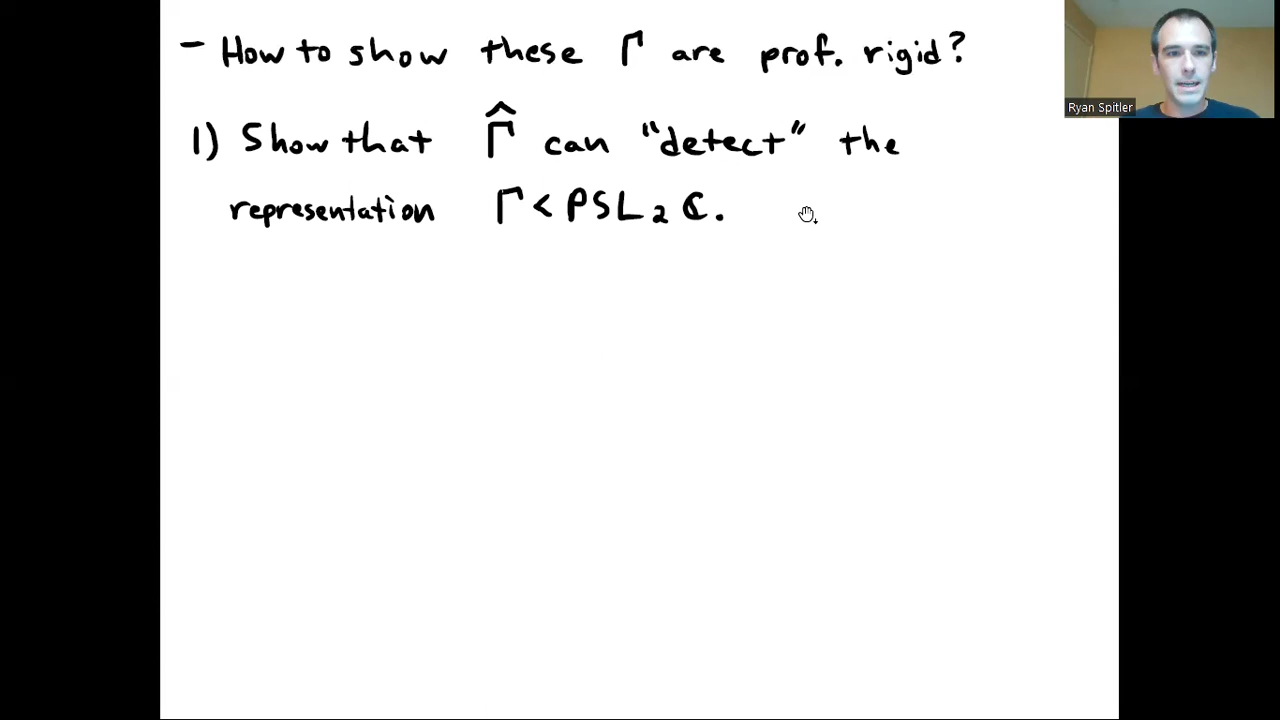 - How to show these Γ are prof. rigid?
1) Show that Γ̂ can "detect" the
representation Γ < PSL₂ ℂ.
Ryan Spitler